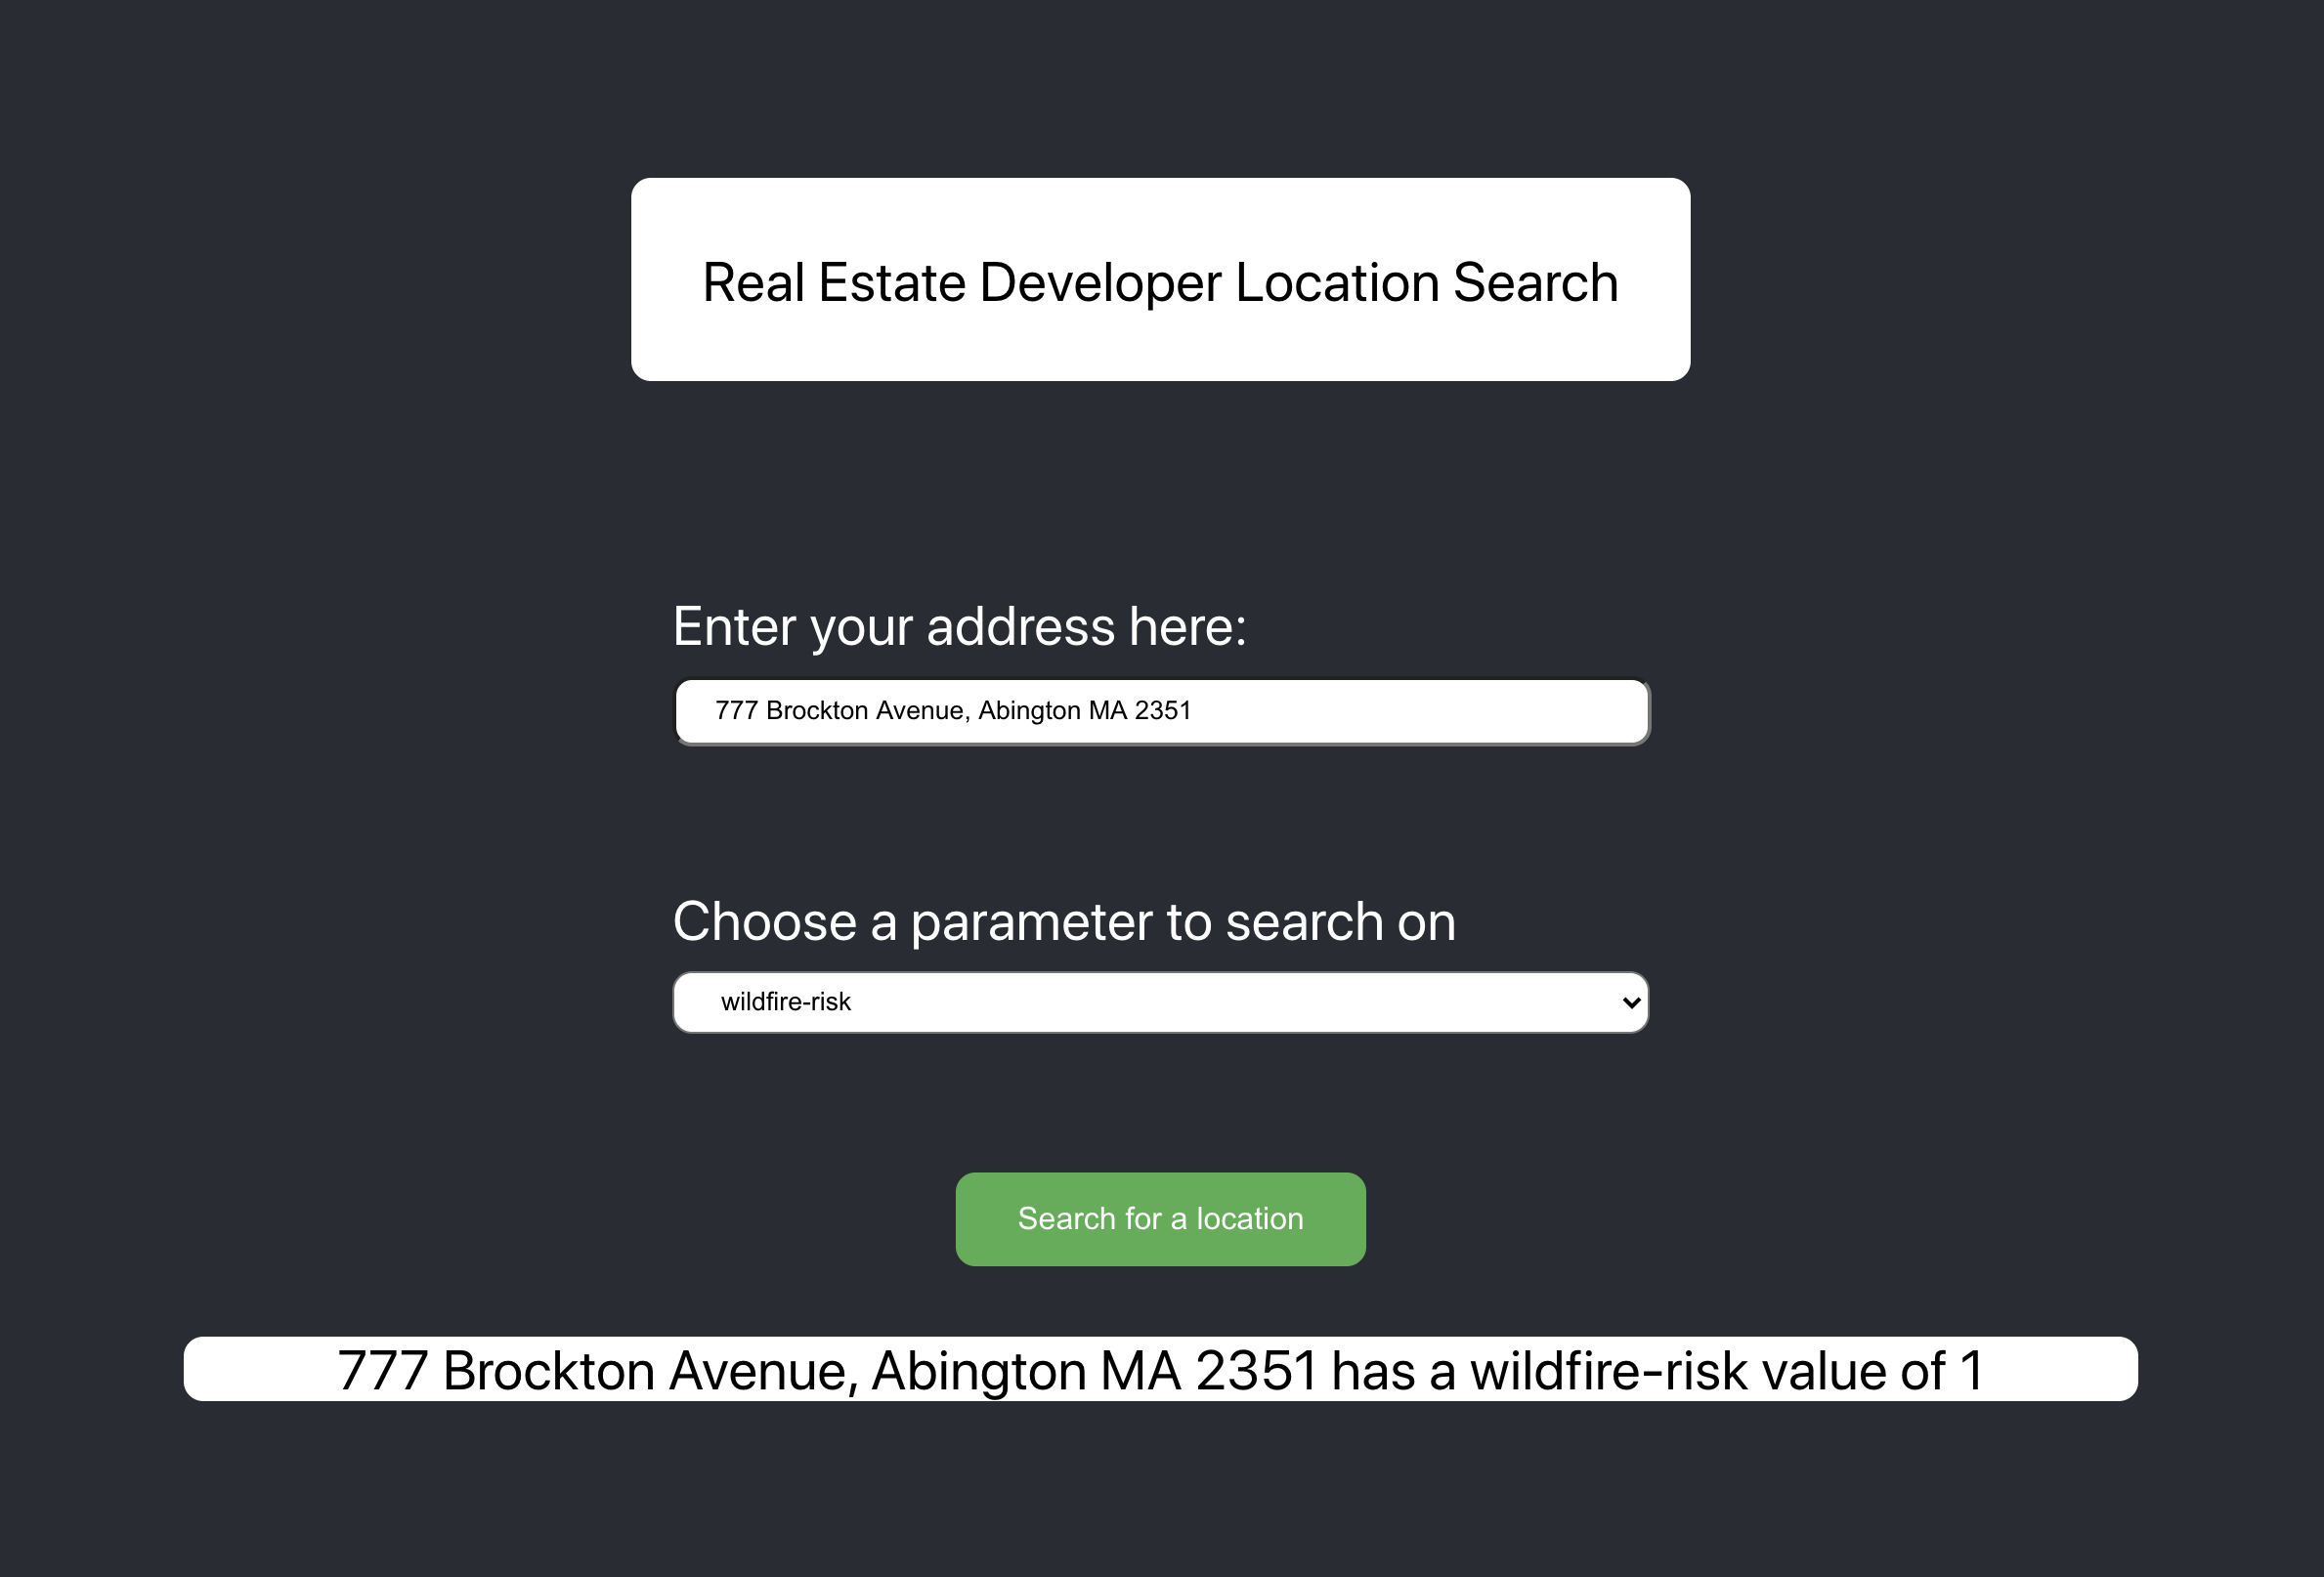 Real Estate Developer Location Search
Enter your address here:
777 Brockton Avenue, Abington MA 2351
Choose a parameter to search on
wildfire-risk
Search for a location
777 Brockton Avenue, Abington MA 2351 has a wildfire-risk value of 1